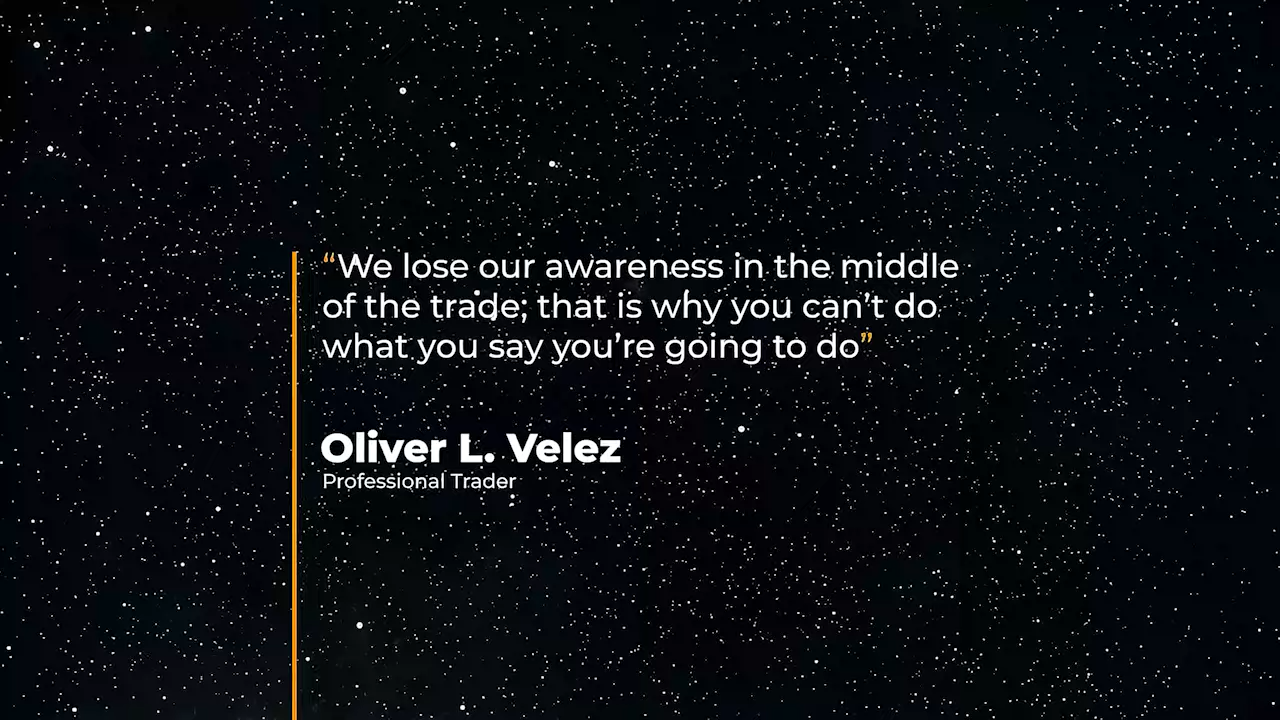 “We lose our awareness in the middle
of the trade; that is why you can’t do
what you say you’re going to do”
Oliver L. Velez
Professional Trader